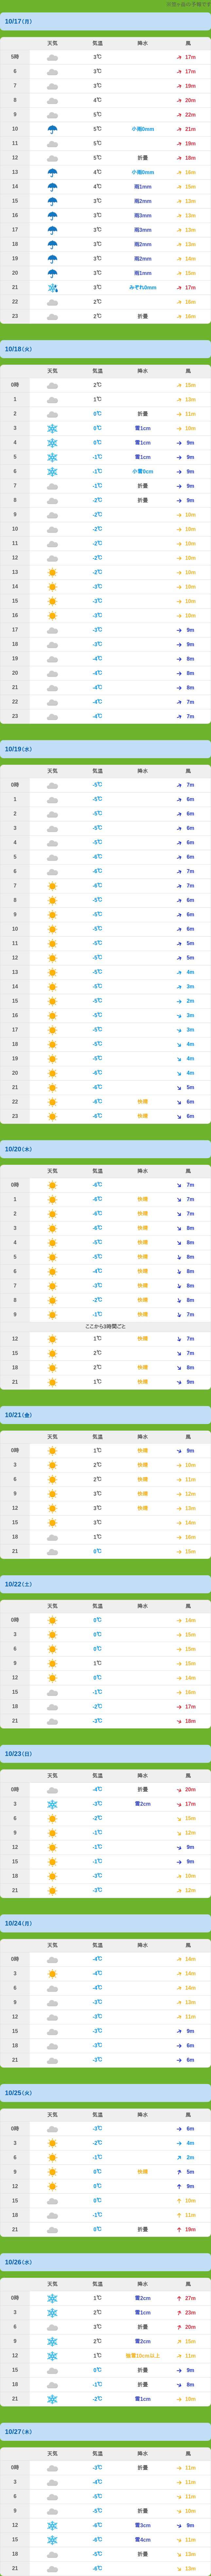 10/17(月)
天気 気温 降水 風
5時 3℃ 17m
6 3℃ 17m
7 3℃ 19m
8 4℃ 20m
9 5℃ 22m
10 5℃ 小雨0mm 21m
11 5℃ 19m
12 5℃ 折畳 18m
13 4℃ 小雨0mm 16m
14 4℃ 雨1mm 15m
15 3℃ 雨2mm 13m
16 3℃ 雨3mm 13m
17 3℃ 雨3mm 13m
18 3℃ 雨2mm 13m
19 3℃ 雨2mm 14m
20 3℃ 雨1mm 15m
21 3℃ みぞれ0mm 17m
22 2℃ 16m
23 2℃ 折畳 16m
10/18(火)
天気 気温 降水 風
0時 2℃ 15m
1 1℃ 13m
2 0℃ 折畳 11m
3 0℃ 雪1cm 10m
4 0℃ 雪1cm 9m
5 -1℃ 雪1cm 9m
6 -1℃ 小雪0cm 9m
7 -1℃ 折畳 9m
8 -2℃ 折畳 9m
9 -2℃ 10m
10 -2℃ 10m
11 -2℃ 10m
12 -2℃ 10m
13 -2℃ 10m
14 -3℃ 10m
15 -3℃ 10m
16 -3℃ 10m
17 -3℃ 9m
18 -3℃ 9m
19 -4℃ 8m
20 -4℃ 8m
21 -4℃ 8m
22 -4℃ 7m
23 -4℃ 7m
10/19(水)
天気 気温 降水 風
0時 -5℃ 7m
1 -5℃ 6m
2 -5℃ 6m
3 -5℃ 6m
4 -5℃ 6m
5 -6℃ 6m
6 -6℃ 7m
7 -6℃ 7m
8 -5℃ 6m
9 -5℃ 6m
10 -5℃ 6m
11 -5℃ 5m
12 -5℃ 5m
13 -5℃ 4m
14 -5℃ 3m
15 -5℃ 2m
16 -5℃ 3m
17 -5℃ 3m
18 -5℃ 4m
19 -5℃ 4m
20 -6℃ 4m
21 -6℃ 5m
22 -6℃ 快燥 6m
23 -6℃ 快燥 6m
10/20(木)
天気 気温 降水 風
0時 -6℃ 快燥 7m
1 -6℃ 快燥 7m
2 -6℃ 快燥 7m
3 -6℃ 快燥 8m
4 -5℃ 快燥 8m
5 -5℃ 快燥 8m
6 -4℃ 快燥 8m
7 -3℃ 快燥 8m
8 -2℃ 快燥 8m
9 -1℃ 快燥 7m
ここから3時間ごと
12 1℃ 快燥 7m
15 2℃ 7m
18 2℃ 快燥 8m
21 1℃ 快燥 9m
10/21(金)
天気 気温 降水 風
0時 1℃ 快燥 9m
3 2℃ 快燥 10m
6 2℃ 快燥 11m
9 3℃ 快燥 12m
12 3℃ 快燥 13m
15 3℃ 14m
18 1℃ 16m
21 0℃ 15m
10/22(土)
天気 気温 降水 風
0時 0℃ 14m
3 0℃ 15m
6 0℃ 15m
9 1℃ 15m
12 0℃ 14m
15 -1℃ 16m
18 -2℃ 17m
21 -3℃ 18m
10/23(日)
天気 気温 降水 風
0時 -4℃ 折畳 20m
3 -3℃ 雪2cm 17m
6 -2℃ 15m
9 -1℃ 12m
12 -1℃ 9m
15 -1℃ 9m
18 -3℃ 10m
21 -3℃ 12m
10/24(月)
天気 気温 降水 風
0時 -4℃ 14m
3 -4℃ 14m
6 -4℃ 14m
9 -3℃ 13m
12 -3℃ 11m
15 -3℃ 9m
18 -3℃ 6m
21 -3℃ 6m
10/25(火)
天気 気温 降水 風
0時 -3℃ 6m
3 -2℃ 4m
6 -1℃ 2m
9 0℃ 快燥 5m
12 0℃ 9m
15 0℃ 10m
18 -1℃ 11m
21 0℃ 折畳 19m
10/26(水)
天気 気温 降水 風
0時 1℃ 雪2cm 27m
3 2℃ 雪1cm 23m
6 3℃ 折畳 20m
9 2℃ 雪2cm 15m
12 1℃ 強雪10cm以上 11m
15 0℃ 折畳 9m
18 -1℃ 折畳 8m
21 -2℃ 雪1cm 10m
10/27(木)
天気 気温 降水 風
0時 -3℃ 折畳 11m
3 -4℃ 11m
6 -5℃ 11m
9 -5℃ 折畳 10m
12 -6℃ 雪3cm 9m
15 -6℃ 雪4cm 11m
18 -5℃ 折畳 13m
21 -6℃ 12m